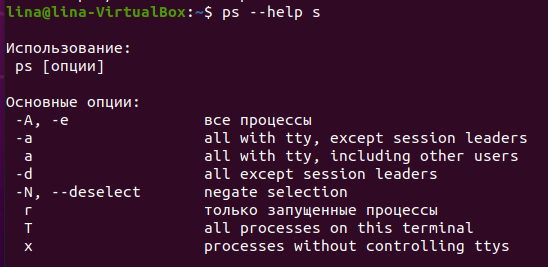 lina@lina-VirtualBox:~$ ps --help s
Использование:
ps [опции]
Основные опции:
-A, -e все процессы
-a all with tty, except session leaders
a all with tty, including other users
-d all except session leaders
-N, --deselect negate selection
r только запущенные процессы
T all processes on this terminal
x processes without controlling ttys